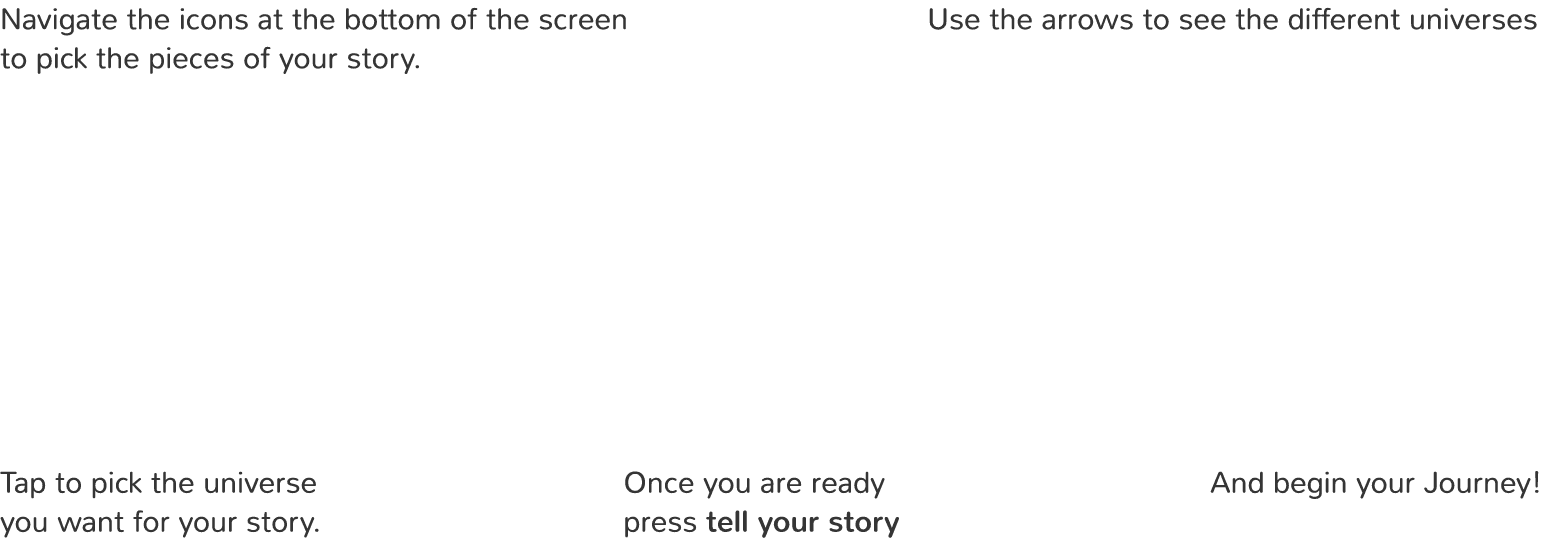 Navigate the icons at the bottom of the screen
to pick the pieces of your story.
Use the arrows to see the different universes
Tap to pick the universe
you want for your story.
Once you are ready
press tell your story
And begin your Journey!